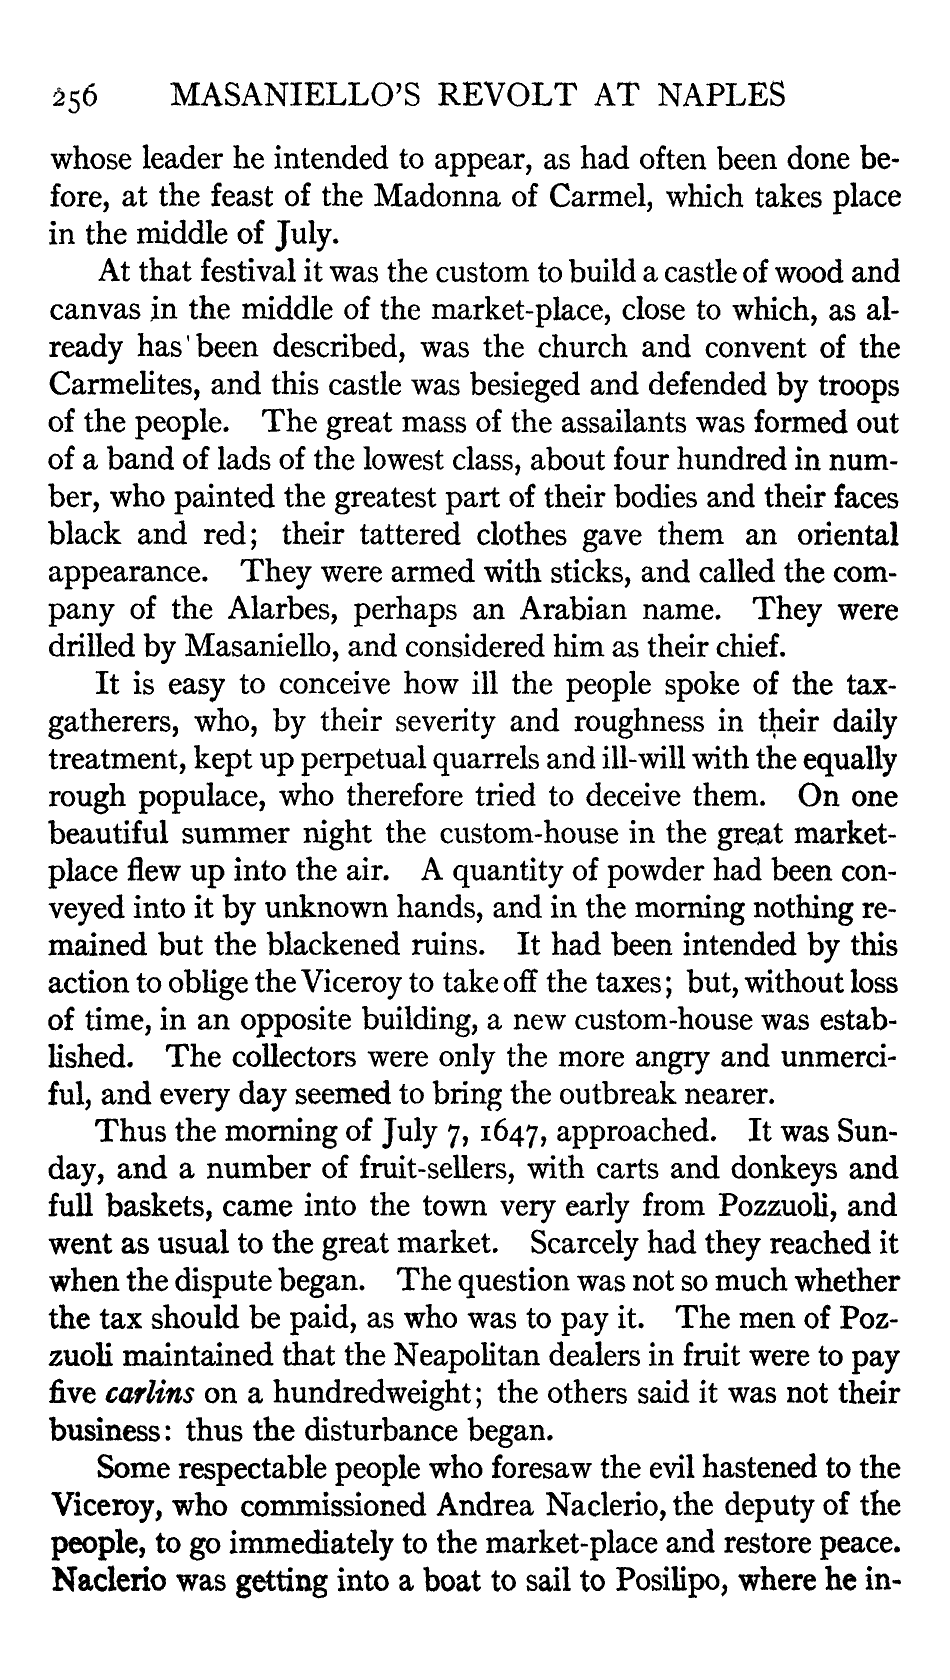 256 MASANIELLO'S REVOLT AT NAPLES
whose leader he intended to appear, as had often been done be-
fore, at the feast of the Madonna of Carmel, which takes place
in the middle of July.
At that festival it was the custom to build a castle of wood and
canvas in the middle of the market-place, close to which, as al-
ready has been described, was the church and convent of the
Carmelites, and this castle was besieged and defended by troops
of the people. The great mass of the assailants was formed out
of a band of lads of the lowest class, about four hundred in num-
ber, who painted the greatest part of their bodies and their faces
black and red; their tattered clothes gave them an oriental
appearance. They were armed with sticks, and called the com-
pany of the Alarbes, perhaps an Arabian name. They were
drilled by Masaniello, and considered him as their chief.
It is easy to conceive how ill the people spoke of the tax-
gatherers, who, by their severity and roughness in their daily
treatment, kept up perpetual quarrels and ill-will with the equally
rough populace, who therefore tried to deceive them. On one
beautiful summer night the custom-house in the great market-
place flew up into the air. A quantity of powder had been con-
veyed into it by unknown hands, and in the morning nothing re-
mained but the blackened ruins. It had been intended by this
action to oblige the Viceroy to take off the taxes; but, without loss
of time, in an opposite building, a new custom-house was estab-
lished. The collectors were only the more angry and unmerci-
ful, and every day seemed to bring the outbreak nearer.
Thus the morning of July 7, 1647, approached. It was Sun-
day, and a number of fruit-sellers, with carts and donkeys and
full baskets, came into the town very early from Pozzuoli, and
went as usual to the great market. Scarcely had they reached it
when the dispute began. The question was not so much whether
the tax should be paid, as who was to pay it. The men of Poz-
zuoli maintained that the Neapolitan dealers in fruit were to pay
five carlins on a hundredweight; the others said it was not their
business: thus the disturbance began.
Some respectable people who foresaw the evil hastened to the
Viceroy, who commissioned Andrea Naclerio, the deputy of the
people, to go immediately to the market-place and restore peace.
Naclerio was getting into a boat to sail to Posilipo, where he in-